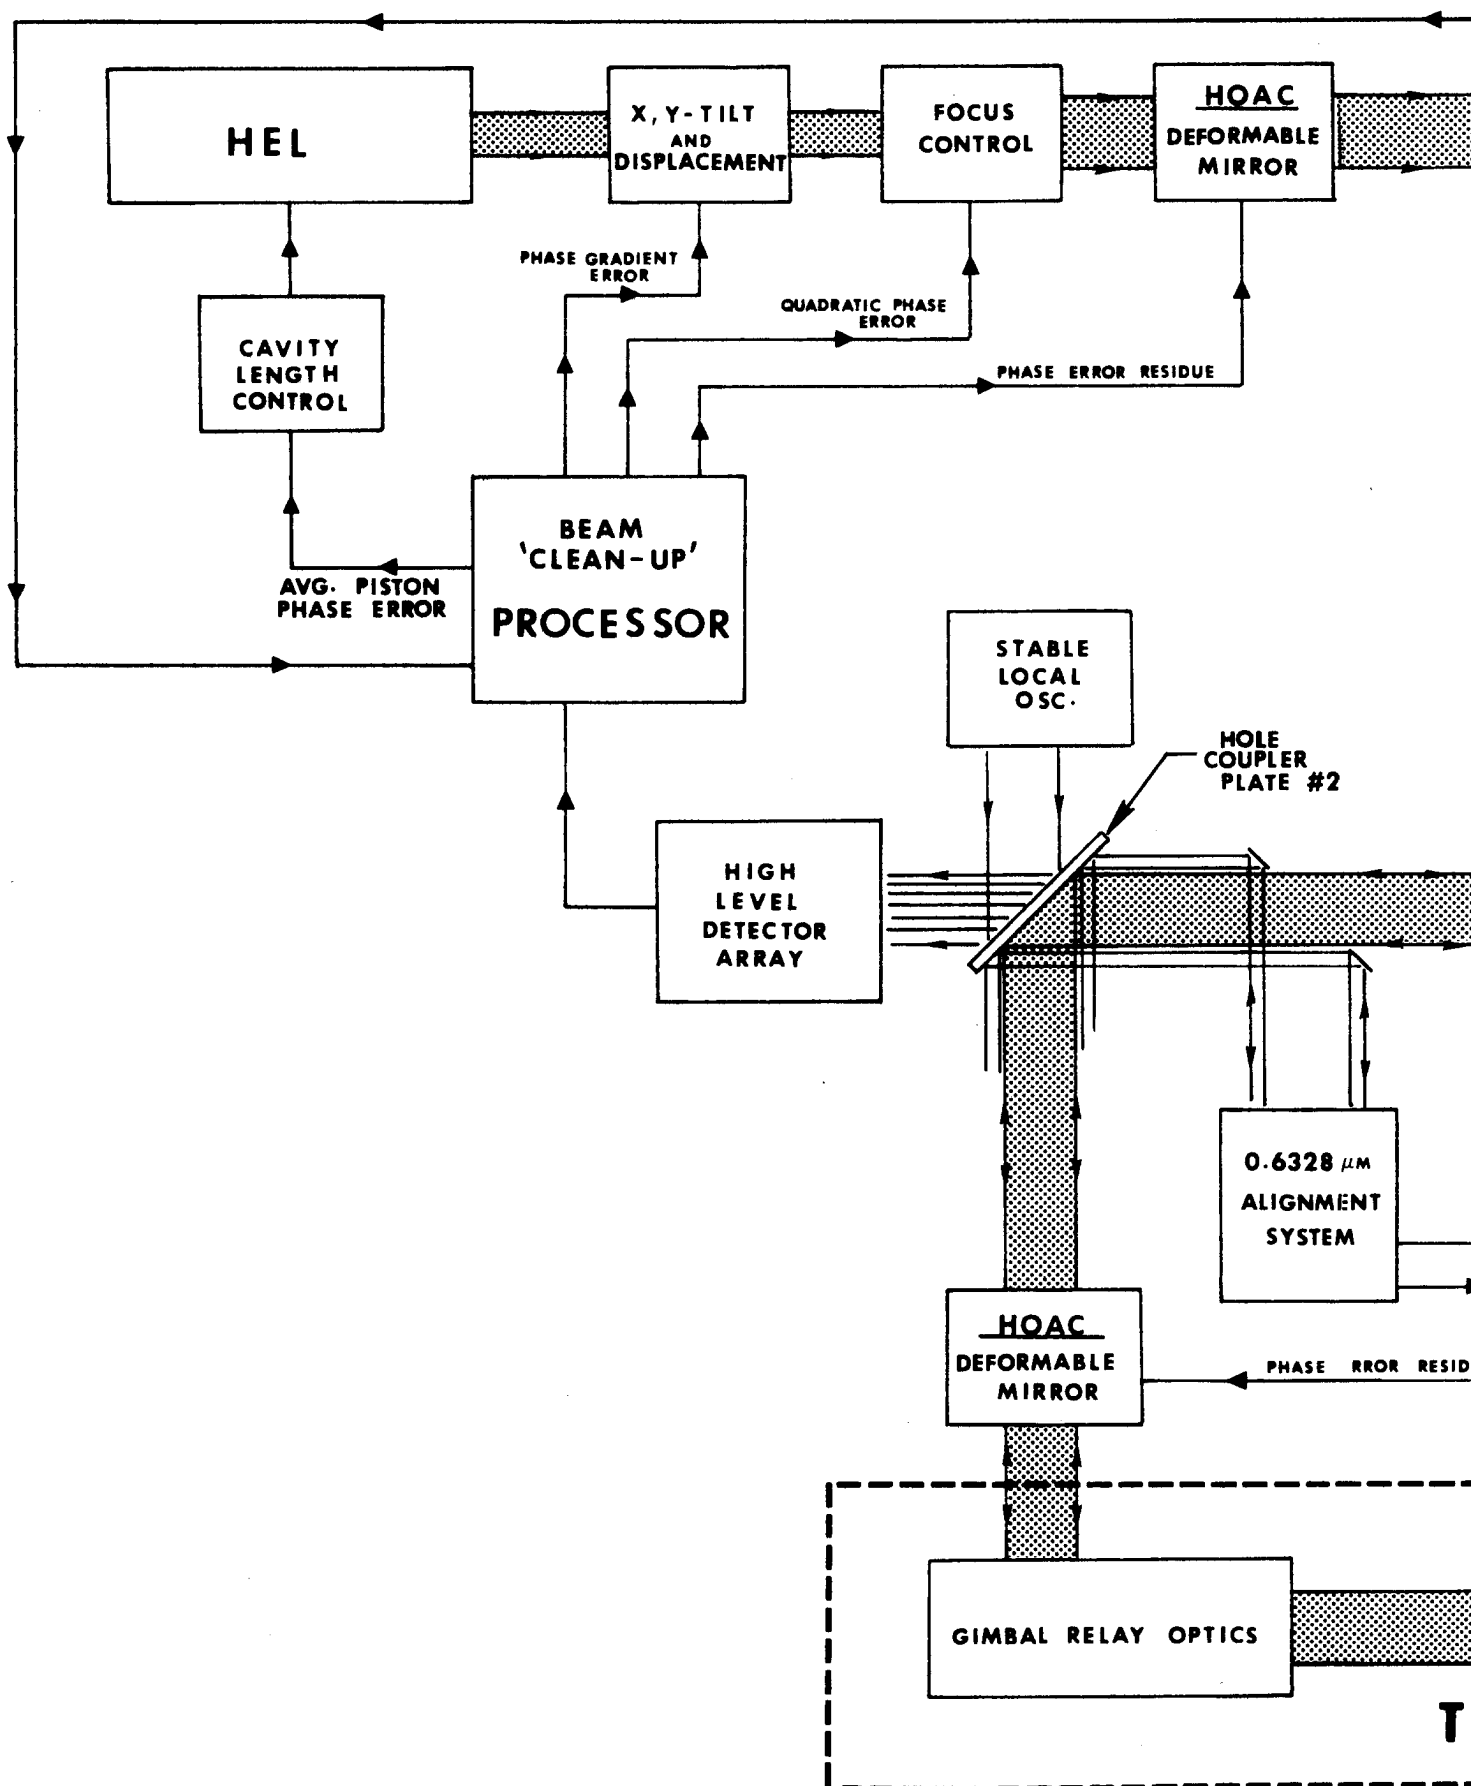 HEL
X, Y-TILT
AND
DISPLACEMENT
FOCUS
CONTROL
HOAC
DEFORMABLE
MIRROR
PHASE GRADIENT
ERROR
QUADRATIC PHASE
ERROR
PHASE ERROR RESIDUE
CAVITY
LENGTH
CONTROL
AVG. PISTON
PHASE ERROR
BEAM
'CLEAN-UP'
PROCESSOR
STABLE
LOCAL
OSC.
HOLE
COUPLER
PLATE #2
HIGH
LEVEL
DETECTOR
ARRAY
0.6328 μM
ALIGNMENT
SYSTEM
HOAC
DEFORMABLE
MIRROR
PHASE RROR RESID
GIMBAL RELAY OPTICS
T